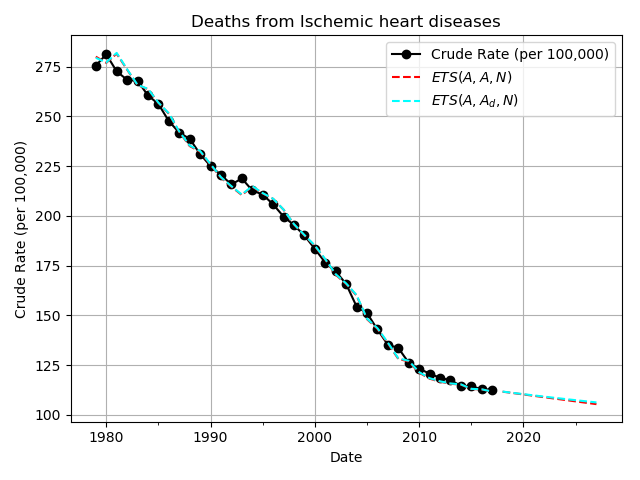 Deaths from Ischemic heart diseases
Crude Rate (per 100,000)
ETS(A, A, N)
ETS(A, A_d, N)
275
250
225
200
175
150
125
100
Crude Rate (per 100,000)
1980 1990 2000 2010 2020
Date